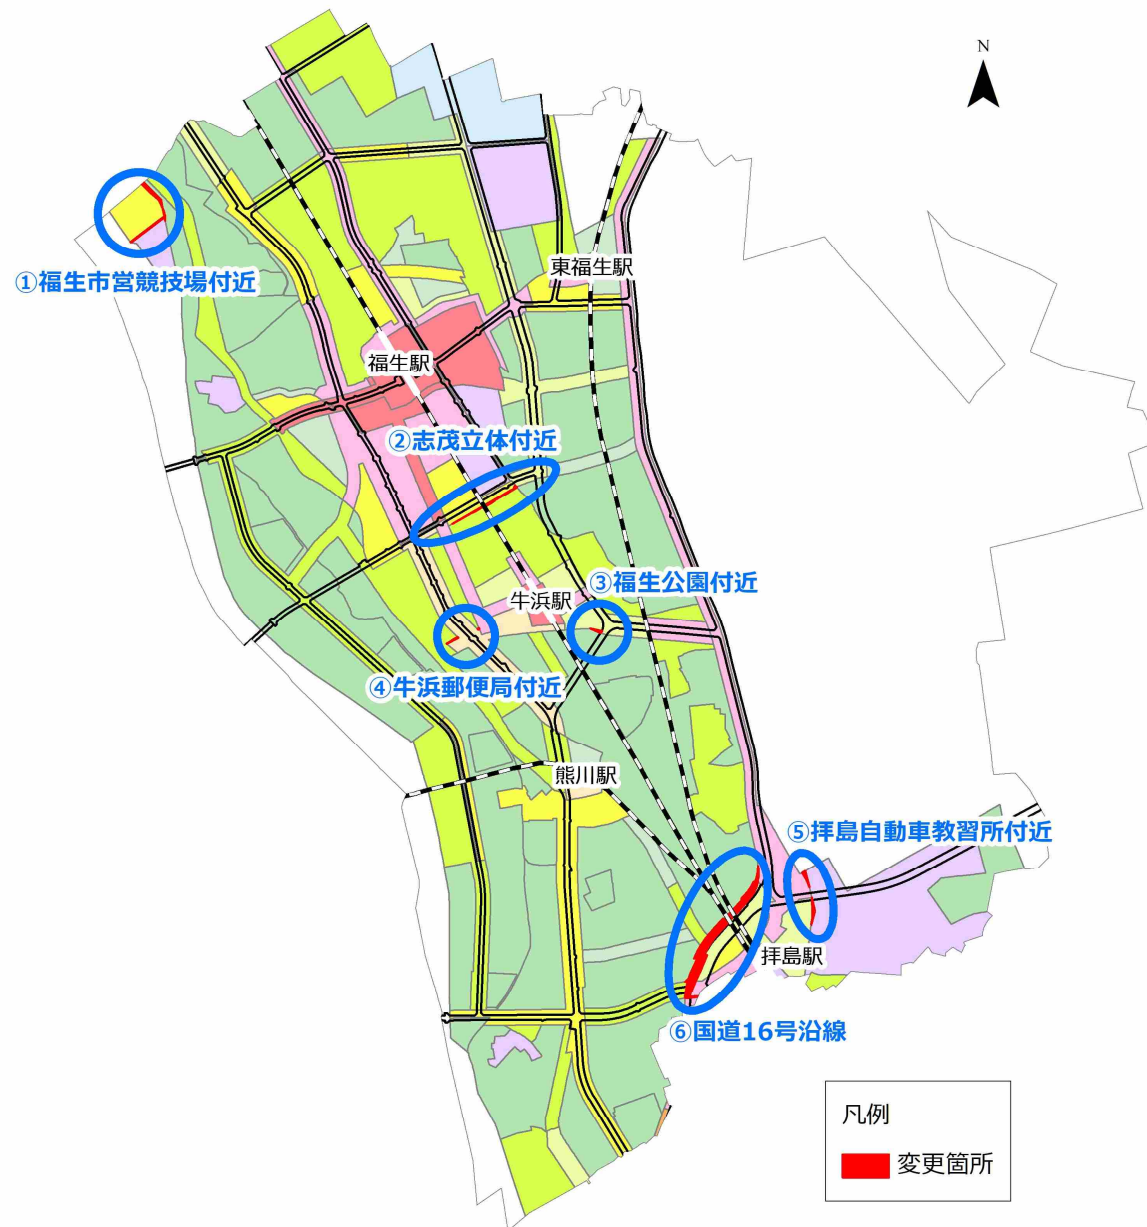 N
①福生市営競技場付近
東福生駅
福生駅
②志茂立体付近
③福生公園付近
牛浜駅
④牛浜郵便局付近
熊川駅
⑤拝島自動車教習所付近
拝島駅
⑥国道16号沿線
凡例
変更箇所